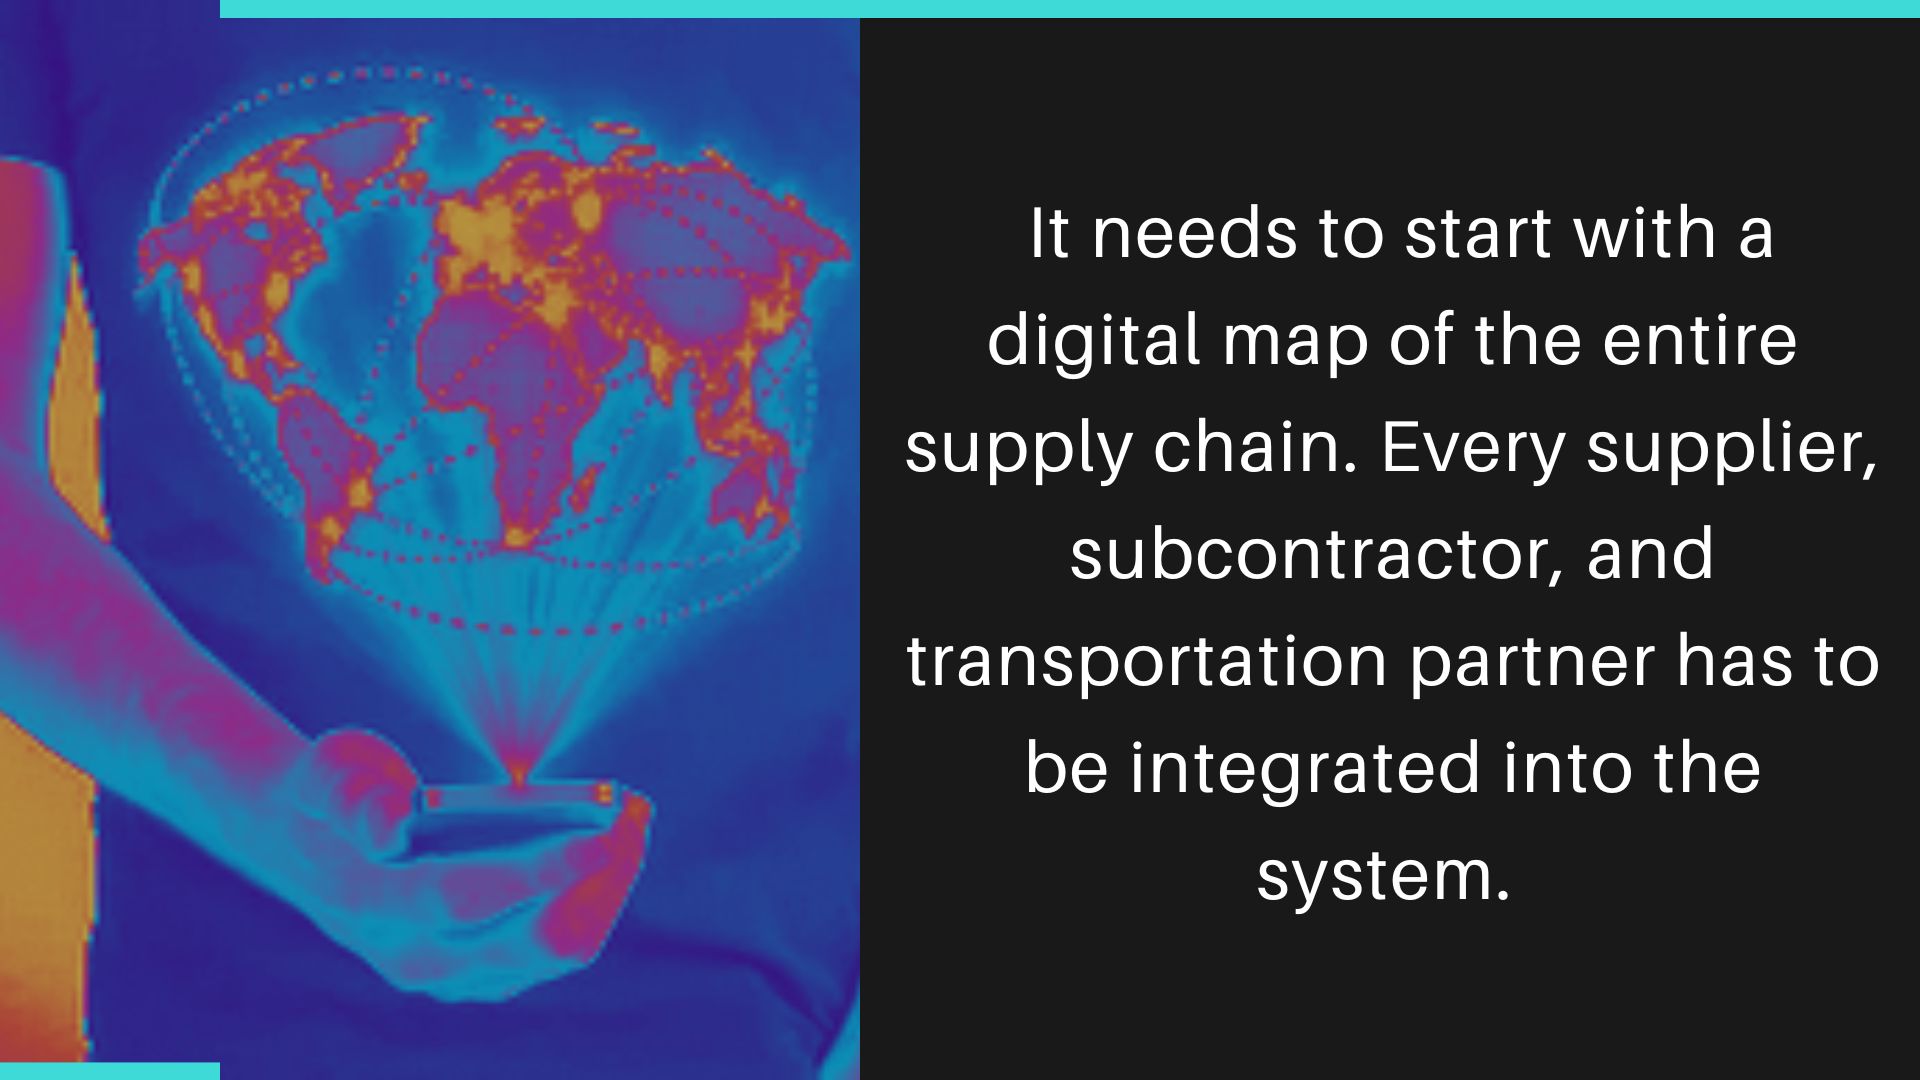 It needs to start with a
digital map of the entire
supply chain. Every supplier,
subcontractor, and
transportation partner has to
be integrated into the
system.